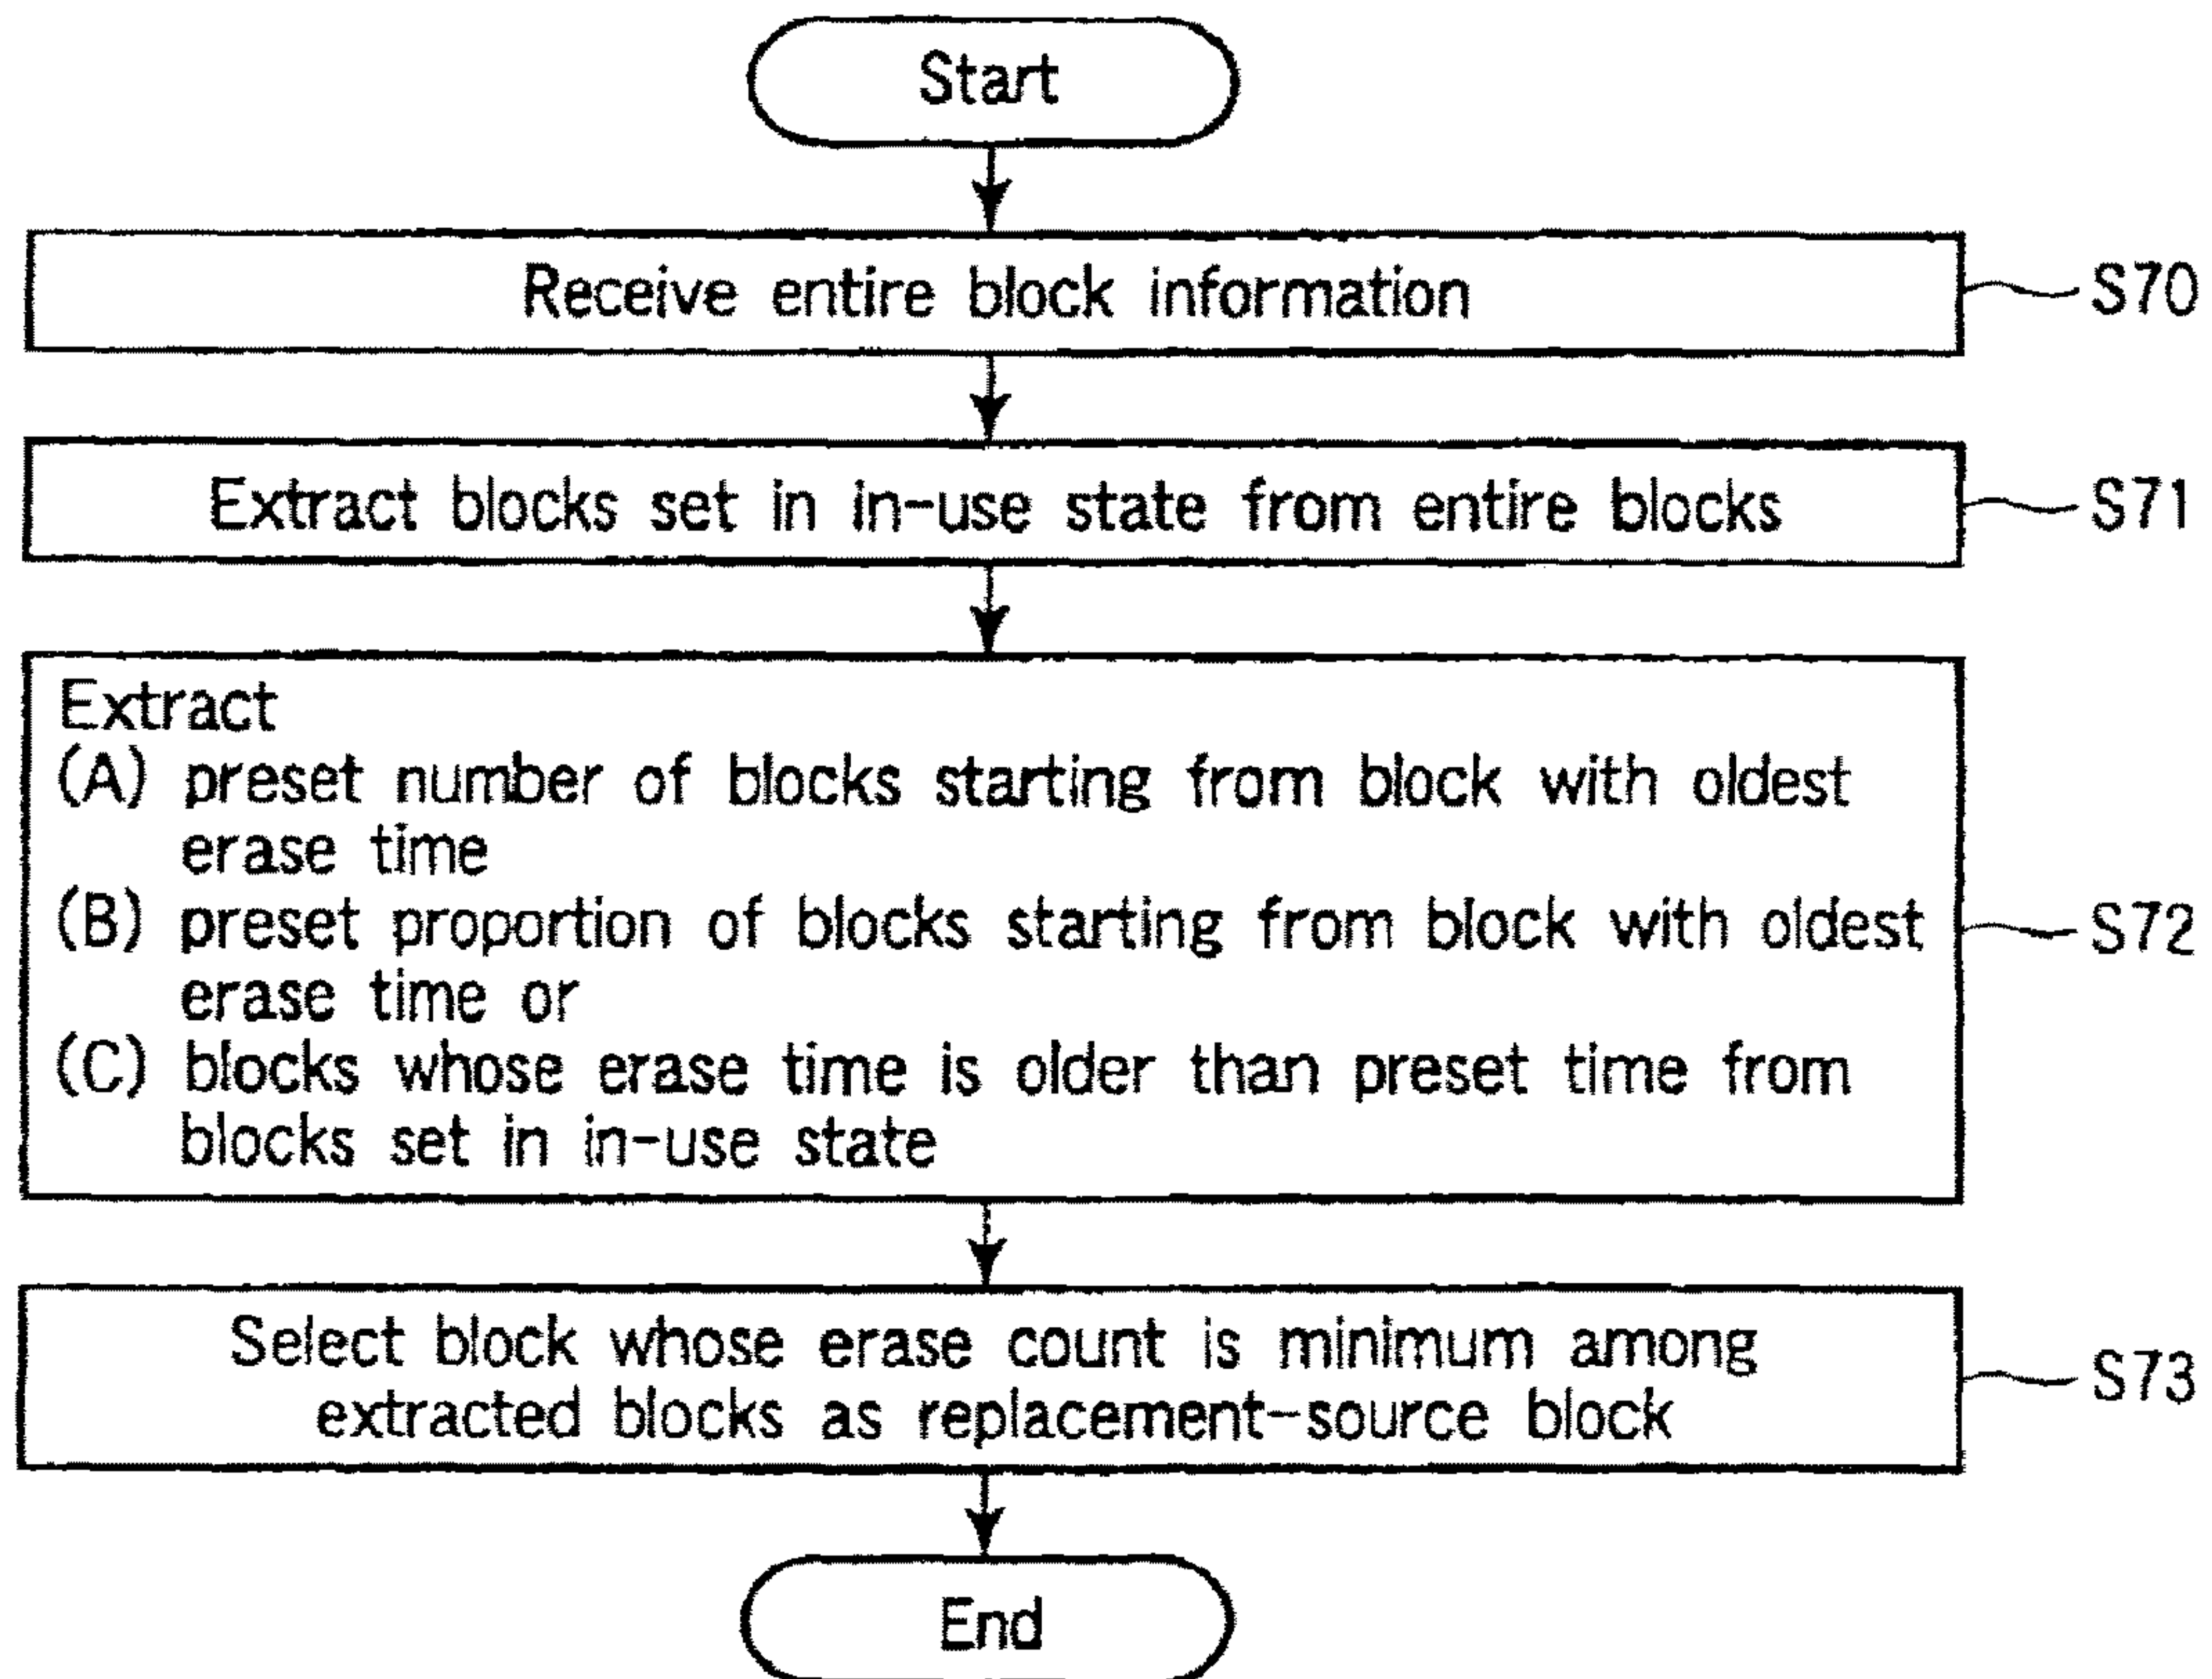 Start
Receive entire block information
S70
Extract blocks set in in-use state from entire blocks
S71
Extract
(A) preset number of blocks starting from block with oldest
erase time
(B) preset proportion of blocks starting from block with oldest
erase time or
(C) blocks whose erase time is older than preset time from
blocks set in in-use state
S72
Select block whose erase count is minimum among
extracted blocks as replacement-source block
S73
End